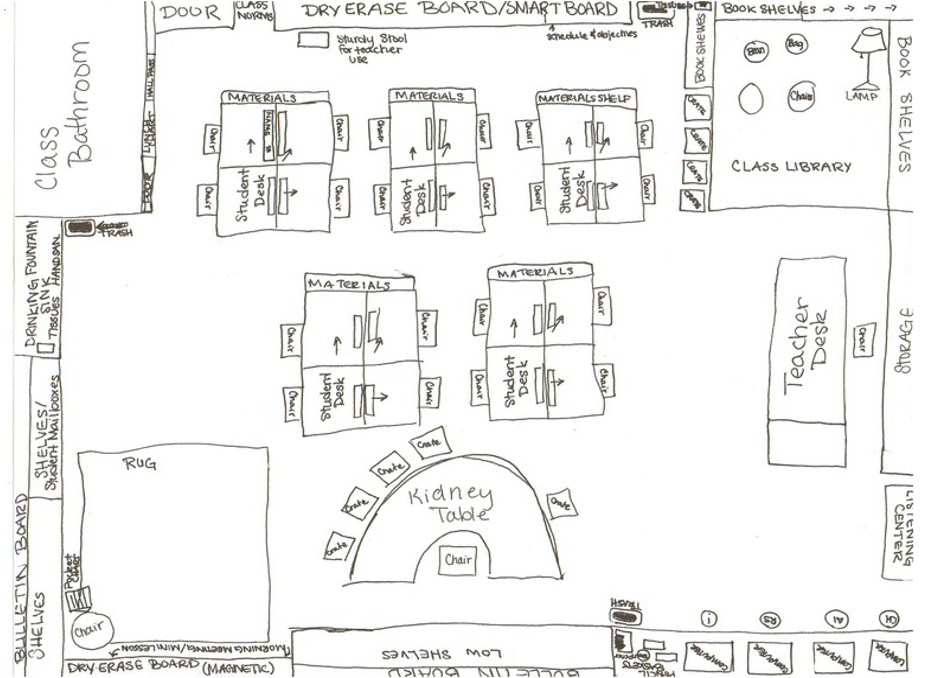 DOOR
CLASS
NORMS
DRY ERASE BOARD/SMARTBOARD
TRASH
BOOK SHELVES → → → →
Sturdy Stool
for teacher
use
schedule & objectives
BOOK SHELVES
Bean
Bag
Chair
LAMP
BOOK SHELVES
Class
Bathroom
HALL PASS
LUNCH
DOOR
MATERIALS
MATERIALS
MATERIALS SHELF
Chair
NAME
Chair
Chair
Chair
Chair
Chair
CRATE
CRATE
CRATE
CRATE
CLASS LIBRARY
Chair
Student
Desk
Chair
Chair
Student
Desk
Chair
Chair
Student
Desk
Chair
TRASH
DRINKING FOUNTAIN
SINK
TISSUES HANDSAN.
MATERIALS
MATERIALS
Chair
Chair
Chair
Chair
Teacher
Desk
Chair
STORAGE
Chair
Student
Desk
Chair
Chair
Student
Desk
Chair
SHELVES/
Student Mailboxes
RUG
Crate
Crate
Crate
Crate
Crate
Kidney
Table
Chair
LISTENING
CENTER
BULLETIN BOARD
SHELVES
Pocket
Chart
Chair
MORNING MEETING/MINI LESSON
DRY ERASE BOARD (MAGNETIC)
LOW SHELVES
BULLETIN BOARD
TRASH
PENCIL
BASKETS
COMPUTER
COMPUTER
COMPUTER
COMPUTER